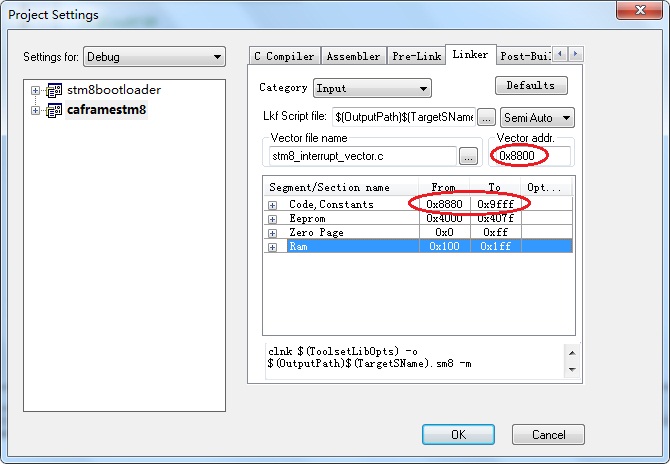 Project Settings
Settings for: Debug
stm8bootloader
caframestm8
C Compiler Assembler Pre-Link Linker Post-Bui
Category Input Defaults
Lkf Script file: $(OutputPath)$(TargetSName ... Semi Auto
Vector file name Vector addr.
stm8_interrupt_vector.c ... 0x8800
Segment/Section name From To Opt...
Code,Constants 0x8880 0x9fff
Eeprom 0x4000 0x407f
Zero Page 0x0 0xff
Ram 0x100 0x1ff
clnk $(ToolsetLibOpts) -o
$(OutputPath)$(TargetSName).sm8 -m
OK Cancel